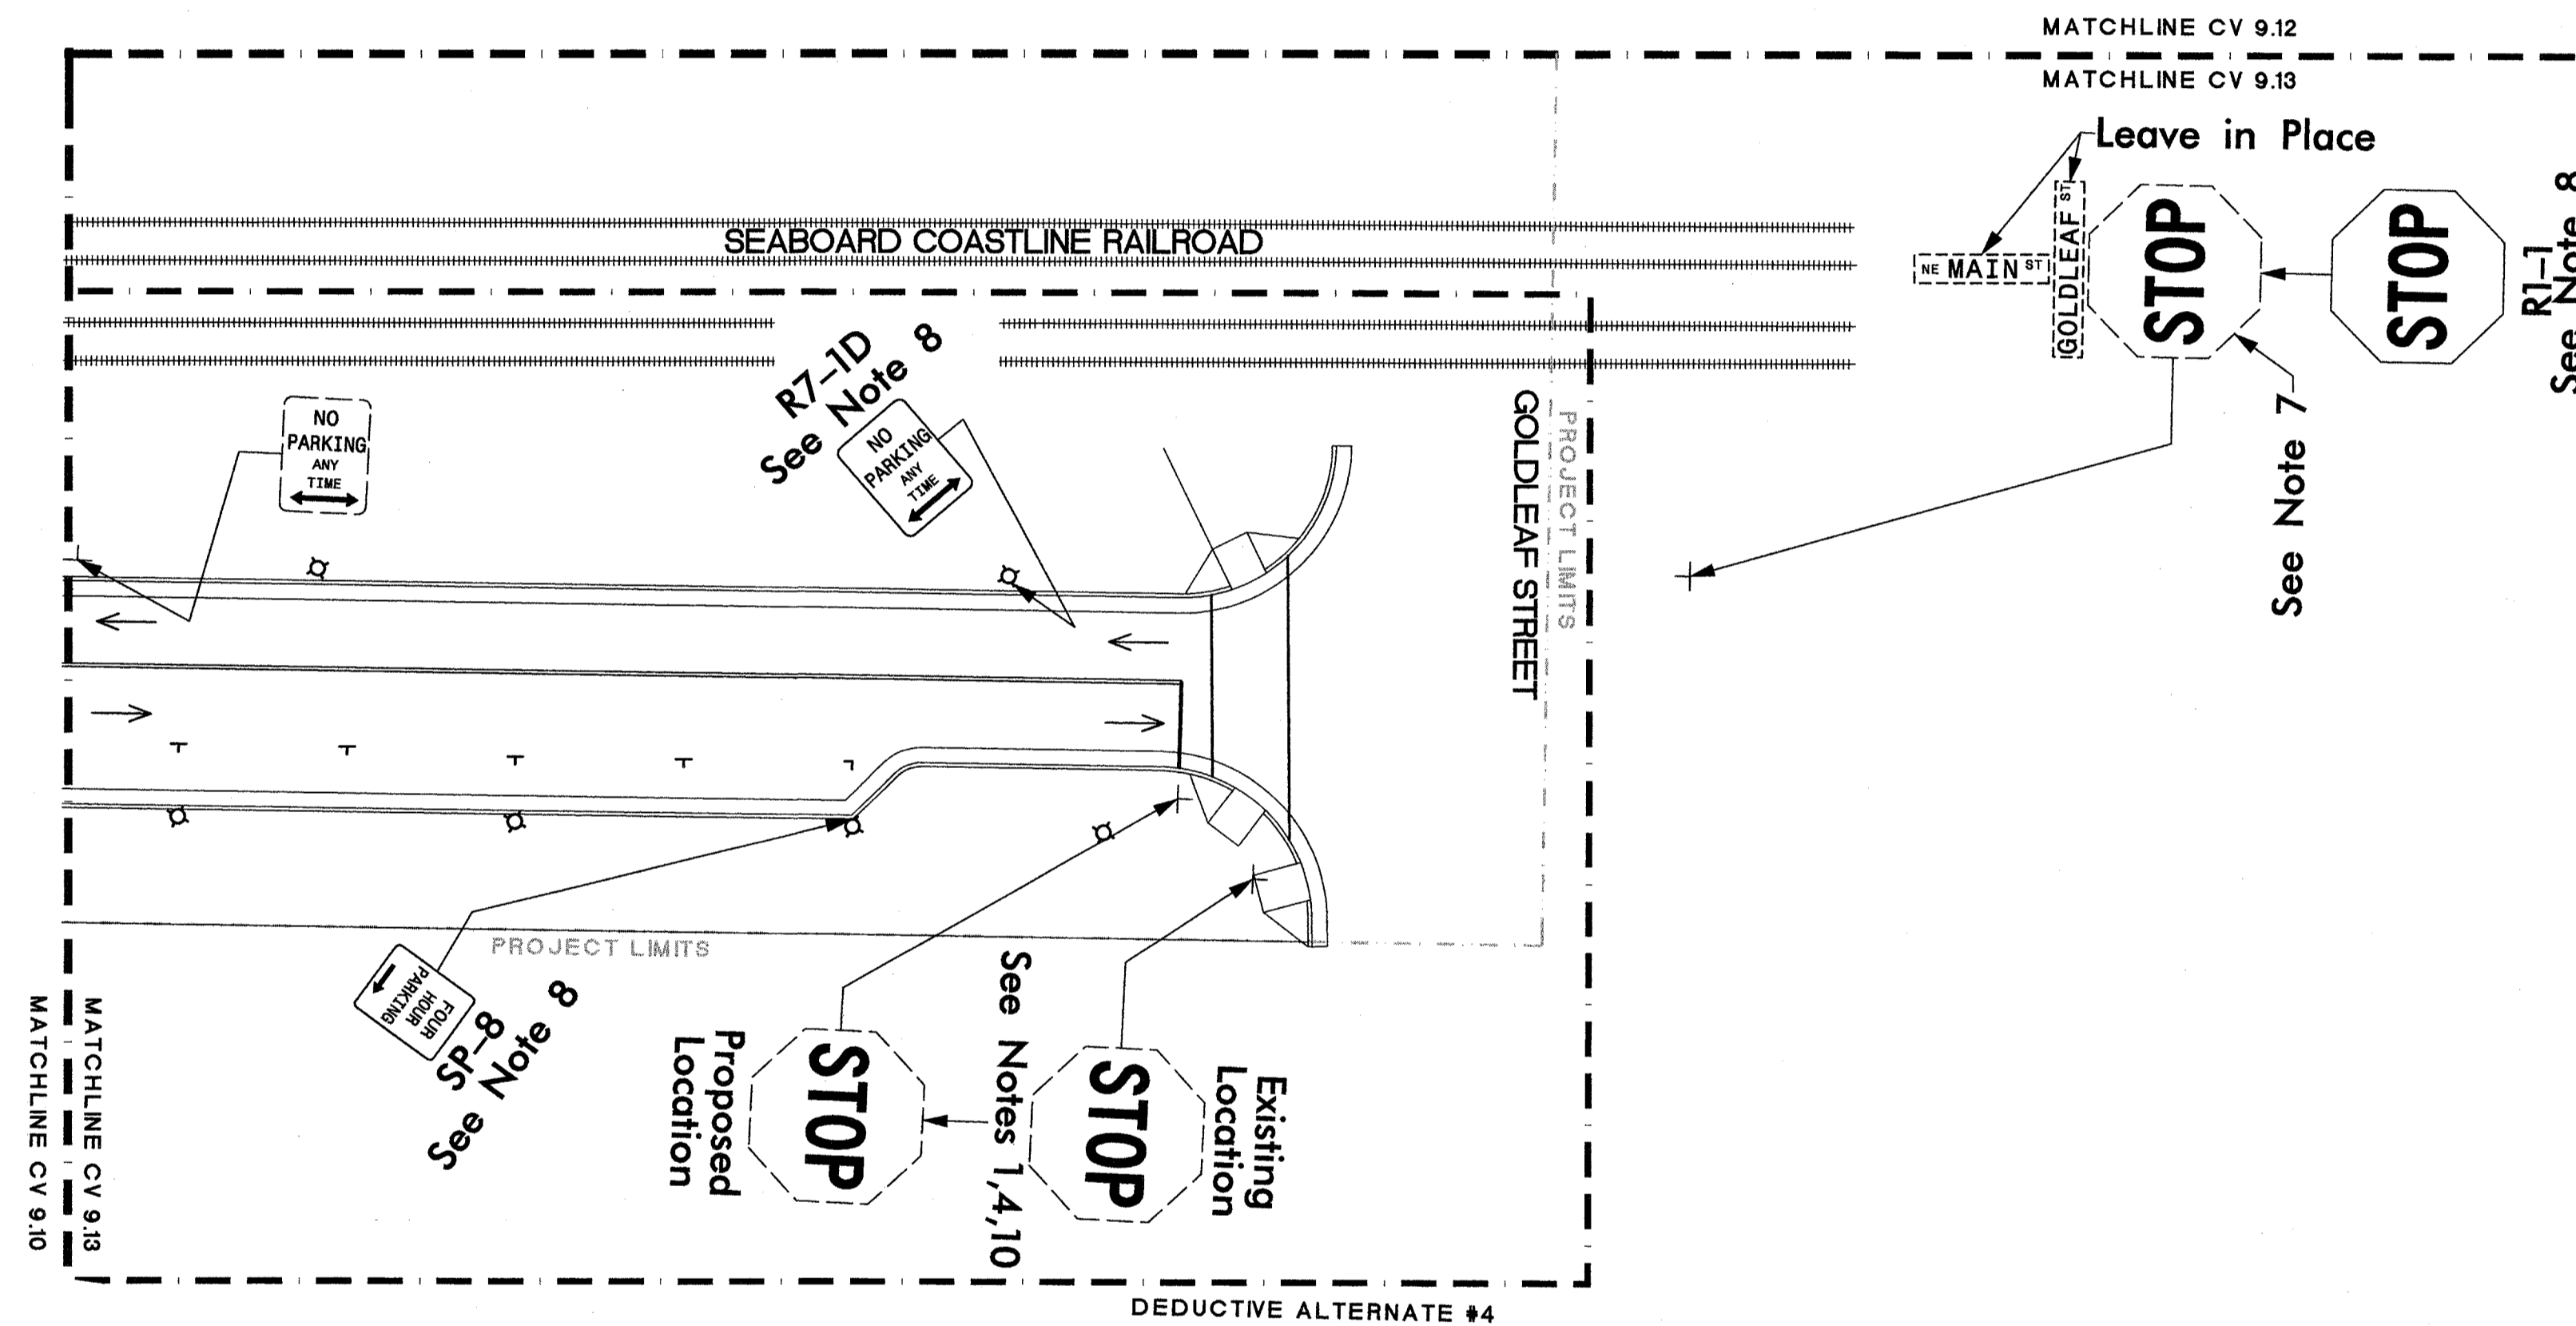 MATCHLINE CV 9.12
MATCHLINE CV 9.13
Leave in Place
SEABOARD COASTLINE RAILROAD
NE MAIN ST
GOLDLEAF ST
STOP
STOP
R1-1
See Note 8
See Note 7
R7-1D
See Note 8
NO
PARKING
ANY
TIME
NO
PARKING
ANY
TIME
GOLDLEAF STREET
PROJECT LIMITS
PROJECT LIMITS
FOUR
HOUR
PARKING
SP-8
See Note 8
Proposed
Location
STOP
See Notes 1,4,10
STOP
Existing
Location
MATCHLINE CV 9.13
MATCHLINE CV 9.10
DEDUCTIVE ALTERNATE #4